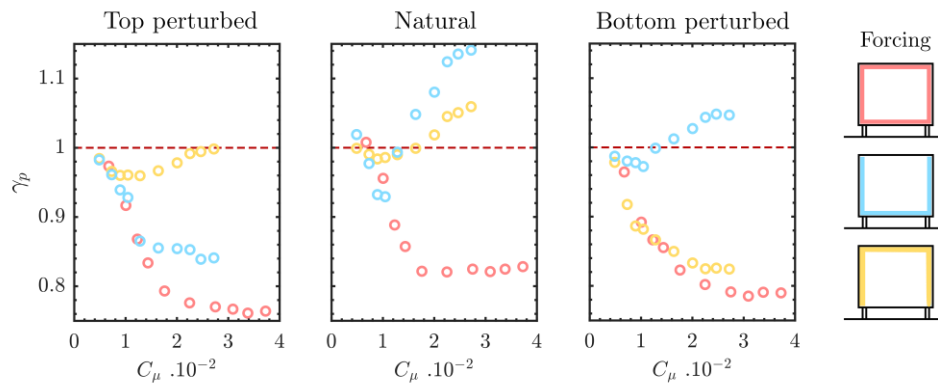 Top perturbed
Natural
Bottom perturbed
Forcing
γp
1.1
1
0.9
0.8
0 1 2 3 4
0 1 2 3 4
0 1 2 3 4
Cμ .10-2
Cμ .10-2
Cμ .10-2